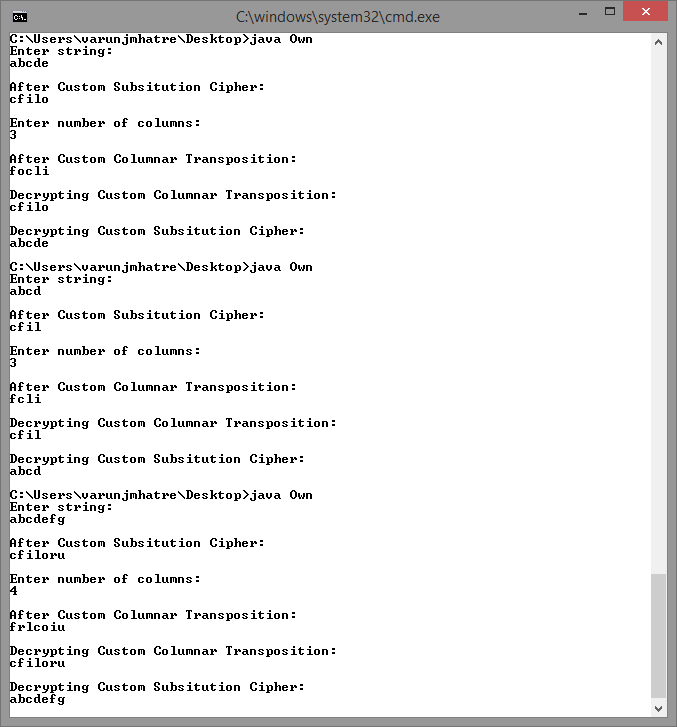 C:\windows\system32\cmd.exe
C:\Users\varunjmhatre\Desktop>java Own
Enter string:
abcde
After Custom Subsitution Cipher:
cfilo
Enter number of columns:
3
After Custom Columnar Transposition:
focli
Decrypting Custom Columnar Transposition:
cfilo
Decrypting Custom Subsitution Cipher:
abcde
C:\Users\varunjmhatre\Desktop>java Own
Enter string:
abcd
After Custom Subsitution Cipher:
cfil
Enter number of columns:
3
After Custom Columnar Transposition:
fcli
Decrypting Custom Columnar Transposition:
cfil
Decrypting Custom Subsitution Cipher:
abcd
C:\Users\varunjmhatre\Desktop>java Own
Enter string:
abcdefg
After Custom Subsitution Cipher:
cfiloru
Enter number of columns:
4
After Custom Columnar Transposition:
frlcoiu
Decrypting Custom Columnar Transposition:
cfiloru
Decrypting Custom Subsitution Cipher:
abcdefg